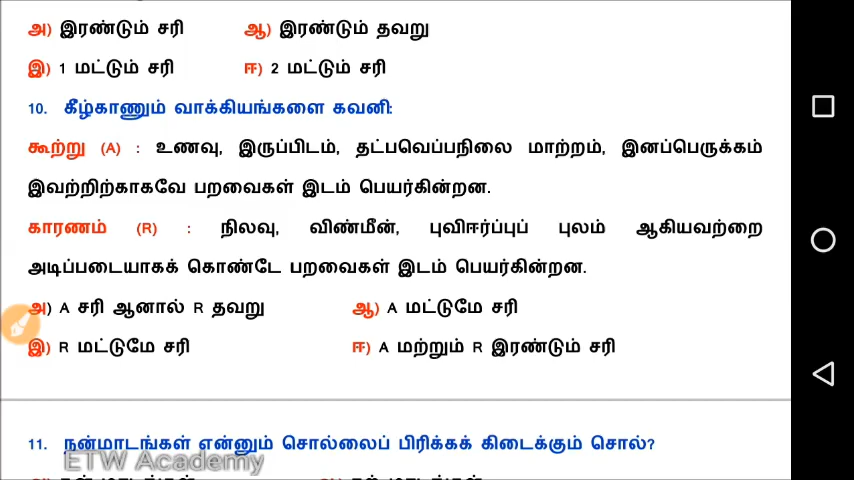 அ) இரண்டும் சரி ஆ) இரண்டும் தவறு
இ) 1 மட்டும் சரி ஈ) 2 மட்டும் சரி
10. கீழ்காணும் வாக்கியங்களை கவனி:
கூற்று (A) : உணவு, இருப்பிடம், தட்பவெப்பநிலை மாற்றம், இனப்பெருக்கம்
இவற்றிற்காகவே பறவைகள் இடம் பெயர்கின்றன.
காரணம் (R) : நிலவு, விண்மீன், புவிஈர்ப்புப் புலம் ஆகியவற்றை
அடிப்படையாகக் கொண்டே பறவைகள் இடம் பெயர்கின்றன.
அ) A சரி ஆனால் R தவறு ஆ) A மட்டுமே சரி
இ) R மட்டுமே சரி ஈ) A மற்றும் R இரண்டும் சரி
11. நன்மாடங்கள் என்னும் சொல்லைப் பிரிக்கக் கிடைக்கும் சொல்?
ETW Academy